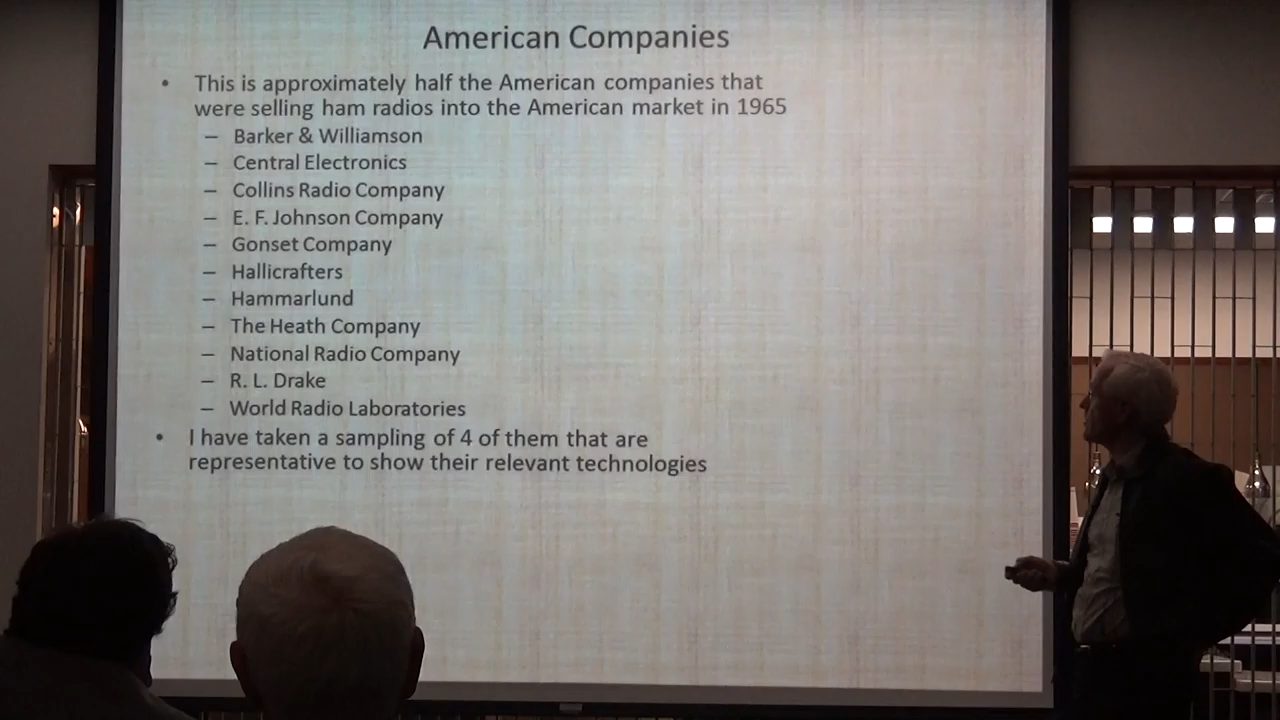 American Companies
• This is approximately half the American companies that
were selling ham radios into the American market in 1965
– Barker & Williamson
– Central Electronics
– Collins Radio Company
– E. F. Johnson Company
– Gonset Company
– Hallicrafters
– Hammarlund
– The Heath Company
– National Radio Company
– R. L. Drake
– World Radio Laboratories
• I have taken a sampling of 4 of them that are
representative to show their relevant technologies